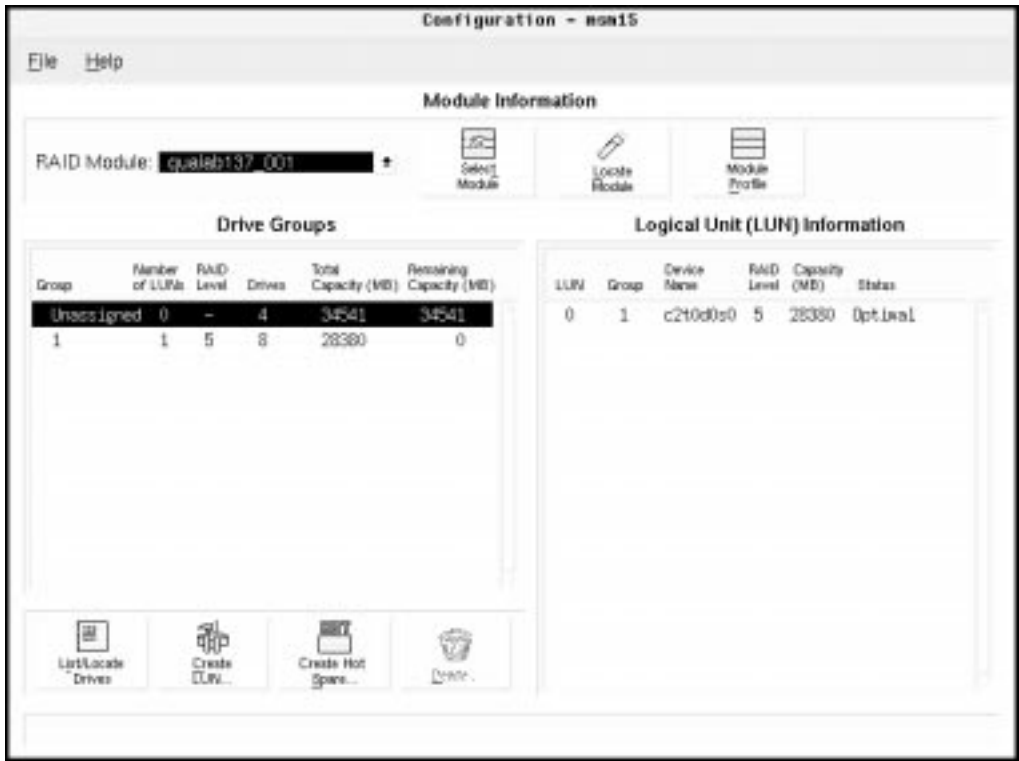 Configuration - msm15
File Help
Module Information
RAID Module: qualab137_001
Select Module
Locate Module
Module Profile
Drive Groups
Group Number of LUNs RAID Level Drives Total Capacity (MB) Remaining Capacity (MB)
Unassigned 0 - 4 34541 34541
1 1 5 8 28380 0
List/Locate Drives
Create LUN...
Create Hot Spare...
Delete...
Logical Unit (LUN) Information
LUN Group Device Name RAID Level Capacity (MB) Status
0 1 c2t0d0s0 5 28380 Optimal